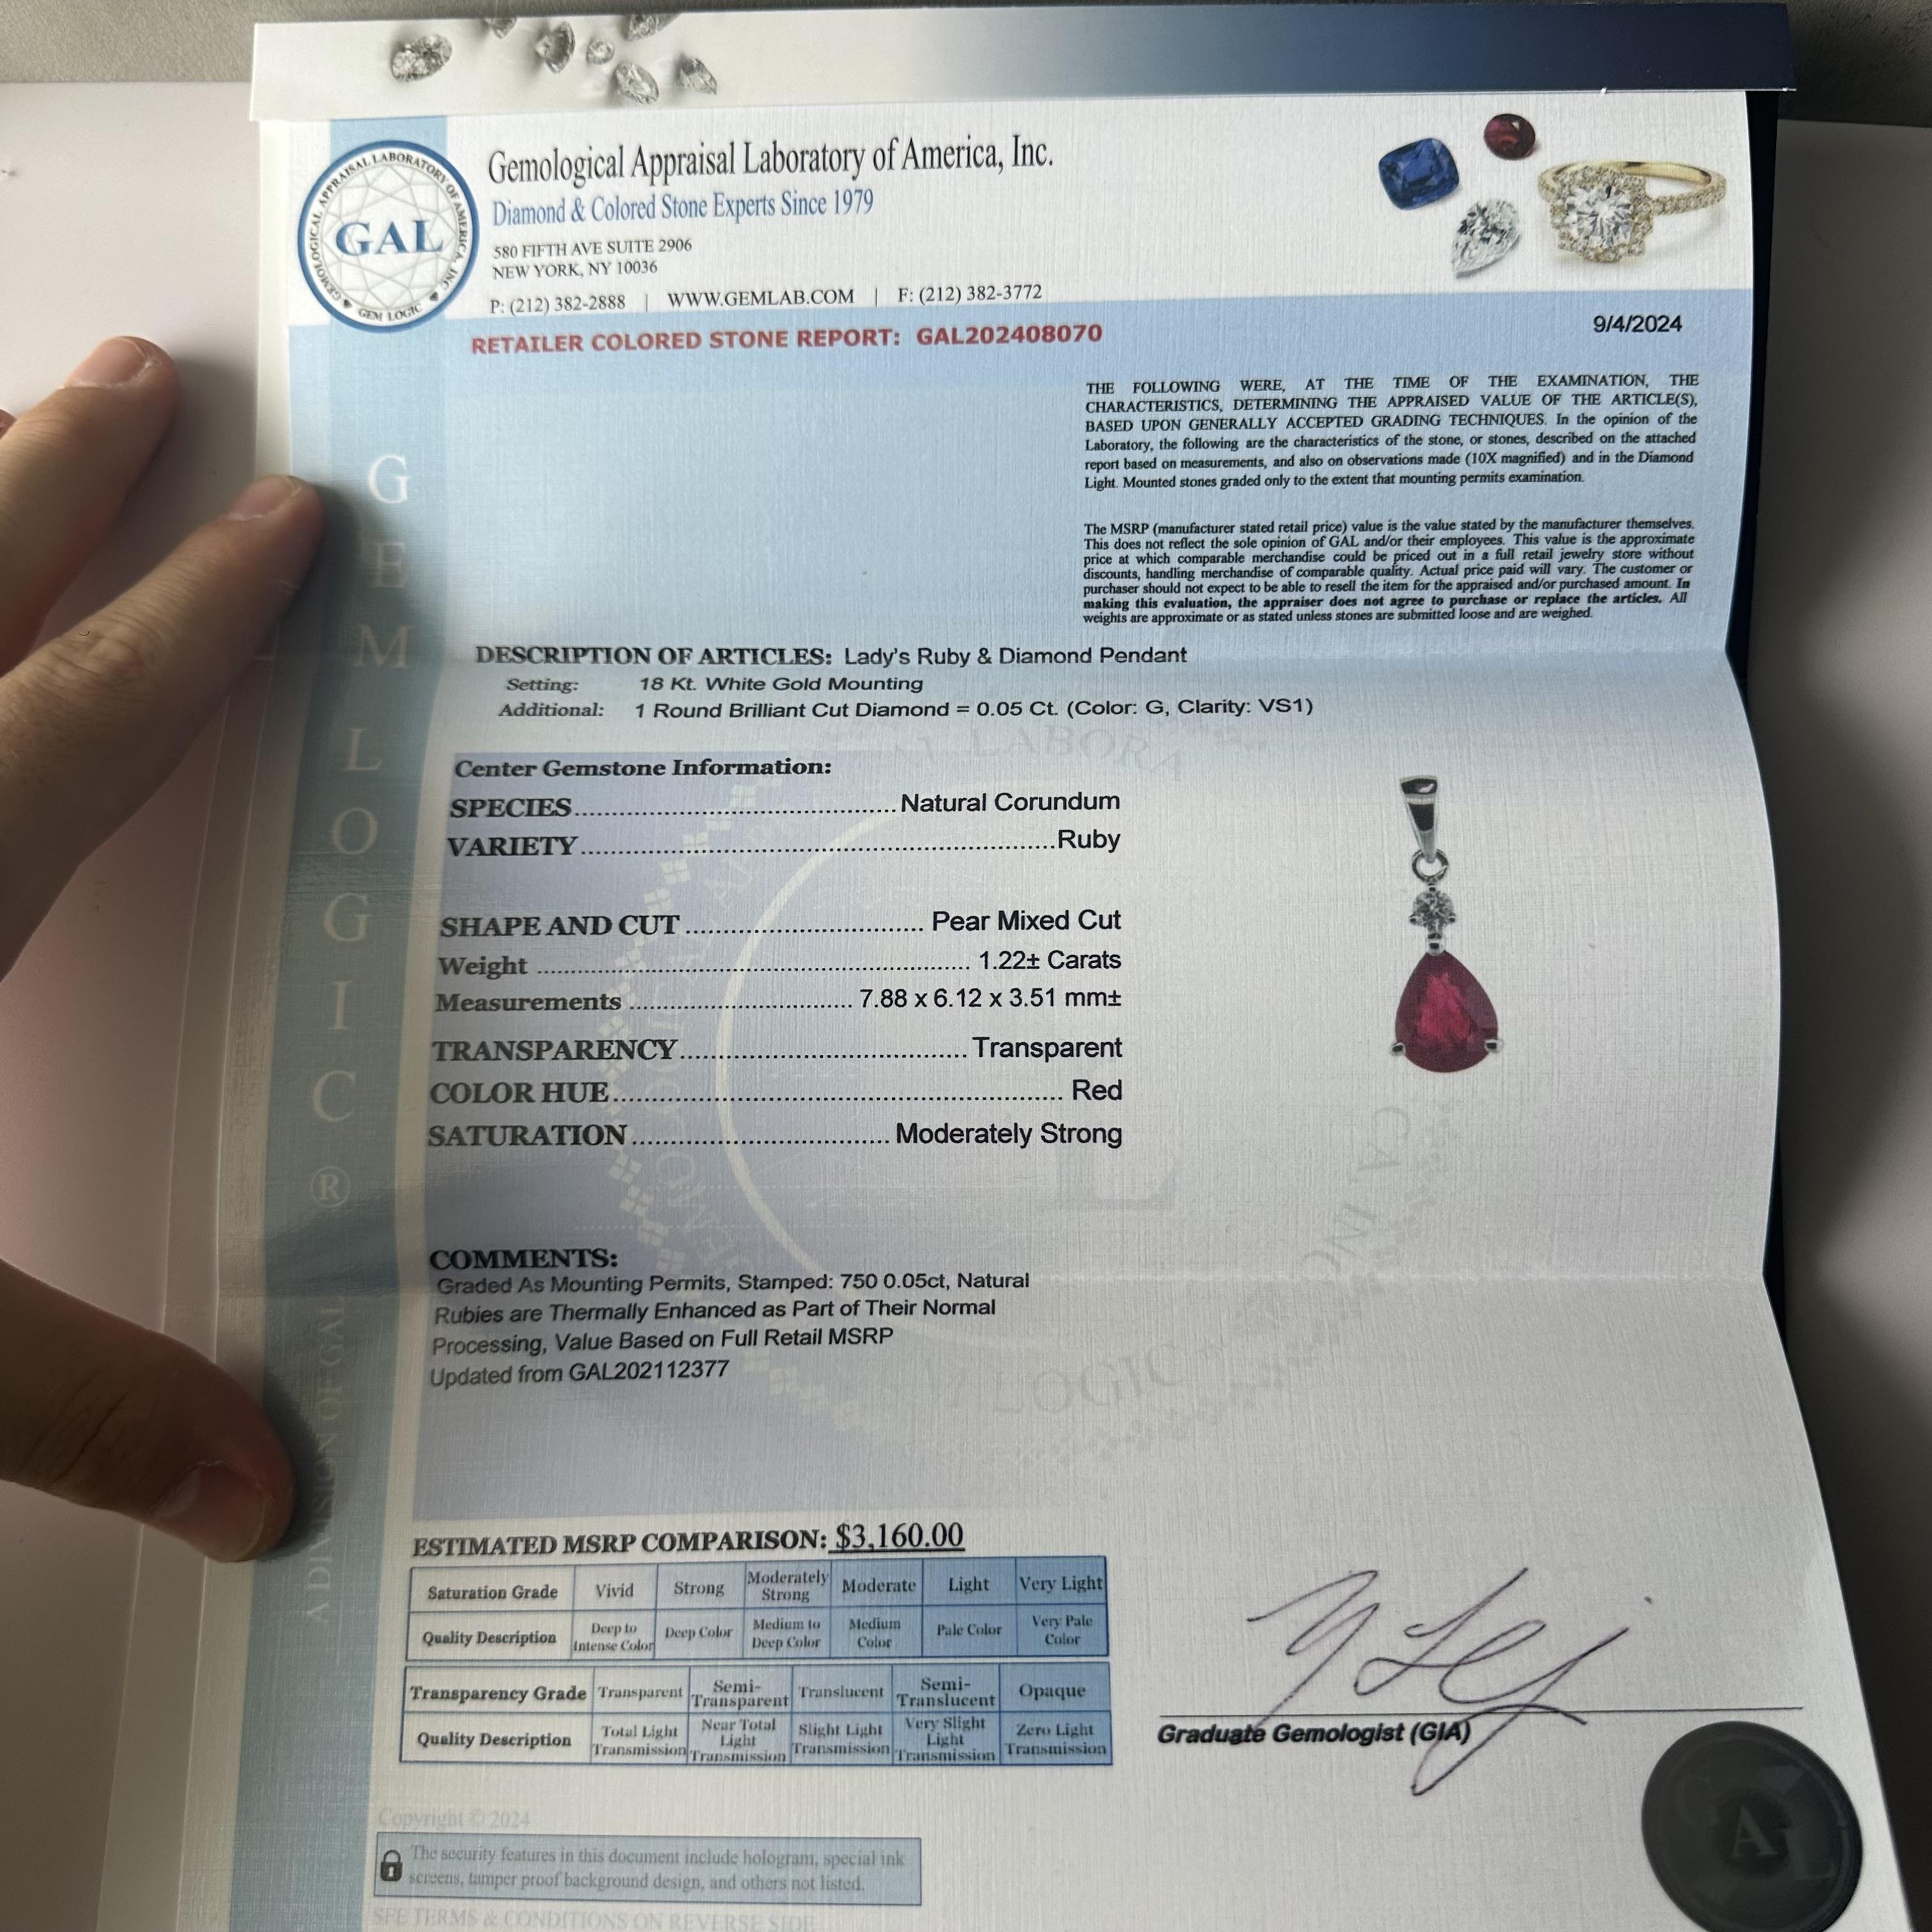 Gemological Appraisal Laboratory of America, Inc.
Diamond & Colored Stone Experts Since 1979
580 FIFTH AVE SUITE 2906
NEW YORK, NY 10036
P: (212) 382-2888 | WWW.GEMLAB.COM | F: (212) 382-3772
GEMOLOGICAL APPRAISAL LABORATORY OF AMERICA, INC
GAL
GEM LOGIC
RETAILER COLORED STONE REPORT: GAL202408070
9/4/2024
THE FOLLOWING WERE, AT THE TIME OF THE EXAMINATION, THE
CHARACTERISTICS, DETERMINING THE APPRAISED VALUE OF THE ARTICLE(S),
BASED UPON GENERALLY ACCEPTED GRADING TECHNIQUES. In the opinion of the
Laboratory, the following are the characteristics of the stone, or stones, described on the attached
report based on measurements, and also on observations made (10X magnified) and in the Diamond
Light. Mounted stones graded only to the extent that mounting permits examination.
The MSRP (manufacturer stated retail price) value is the value stated by the manufacturer themselves.
This does not reflect the sole opinion of GAL and/or their employees. This value is the approximate
price at which comparable merchandise could be priced out in a full retail jewelry store without
discounts, handling merchandise of comparable quality. Actual price paid will vary. The customer or
purchaser should not expect to be able to resell the item for the appraised and/or purchased amount. In
making this evaluation, the appraiser does not agree to purchase or replace the articles. All
weights are approximate or as stated unless stones are submitted loose and are weighed.
GEM LOGIC ®
A DIVISION OF GAL
DESCRIPTION OF ARTICLES: Lady's Ruby & Diamond Pendant
Setting: 18 Kt. White Gold Mounting
Additional: 1 Round Brilliant Cut Diamond = 0.05 Ct. (Color: G, Clarity: VS1)
Center Gemstone Information:
SPECIES.......................................... Natural Corundum
VARIETY.............................................................. Ruby
SHAPE AND CUT ............................... Pear Mixed Cut
Weight ........................................................ 1.22± Carats
Measurements ............................. 7.88 x 6.12 x 3.51 mm±
TRANSPARENCY...................................... Transparent
COLOR HUE.......................................................... Red
SATURATION.................................. Moderately Strong
COMMENTS:
Graded As Mounting Permits, Stamped: 750 0.05ct, Natural
Rubies are Thermally Enhanced as Part of Their Normal
Processing, Value Based on Full Retail MSRP
Updated from GAL202112377
ESTIMATED MSRP COMPARISON: $3,160.00
Saturation Grade Vivid Strong Moderately Strong Moderate Light Very Light
Quality Description Deep to Intense Color Deep Color Medium to Deep Color Medium Color Pale Color Very Pale Color
Transparency Grade Transparent Semi-Transparent Translucent Semi-Translucent Opaque
Quality Description Total Light Transmission Near Total Light Transmission Slight Light Transmission Very Slight Light Transmission Zero Light Transmission
Graduate Gemologist (GIA)
Copyright © 2024
The security features in this document include hologram, special ink
screens, tamper proof background design, and others not listed.
SEE TERMS & CONDITIONS ON REVERSE SIDE